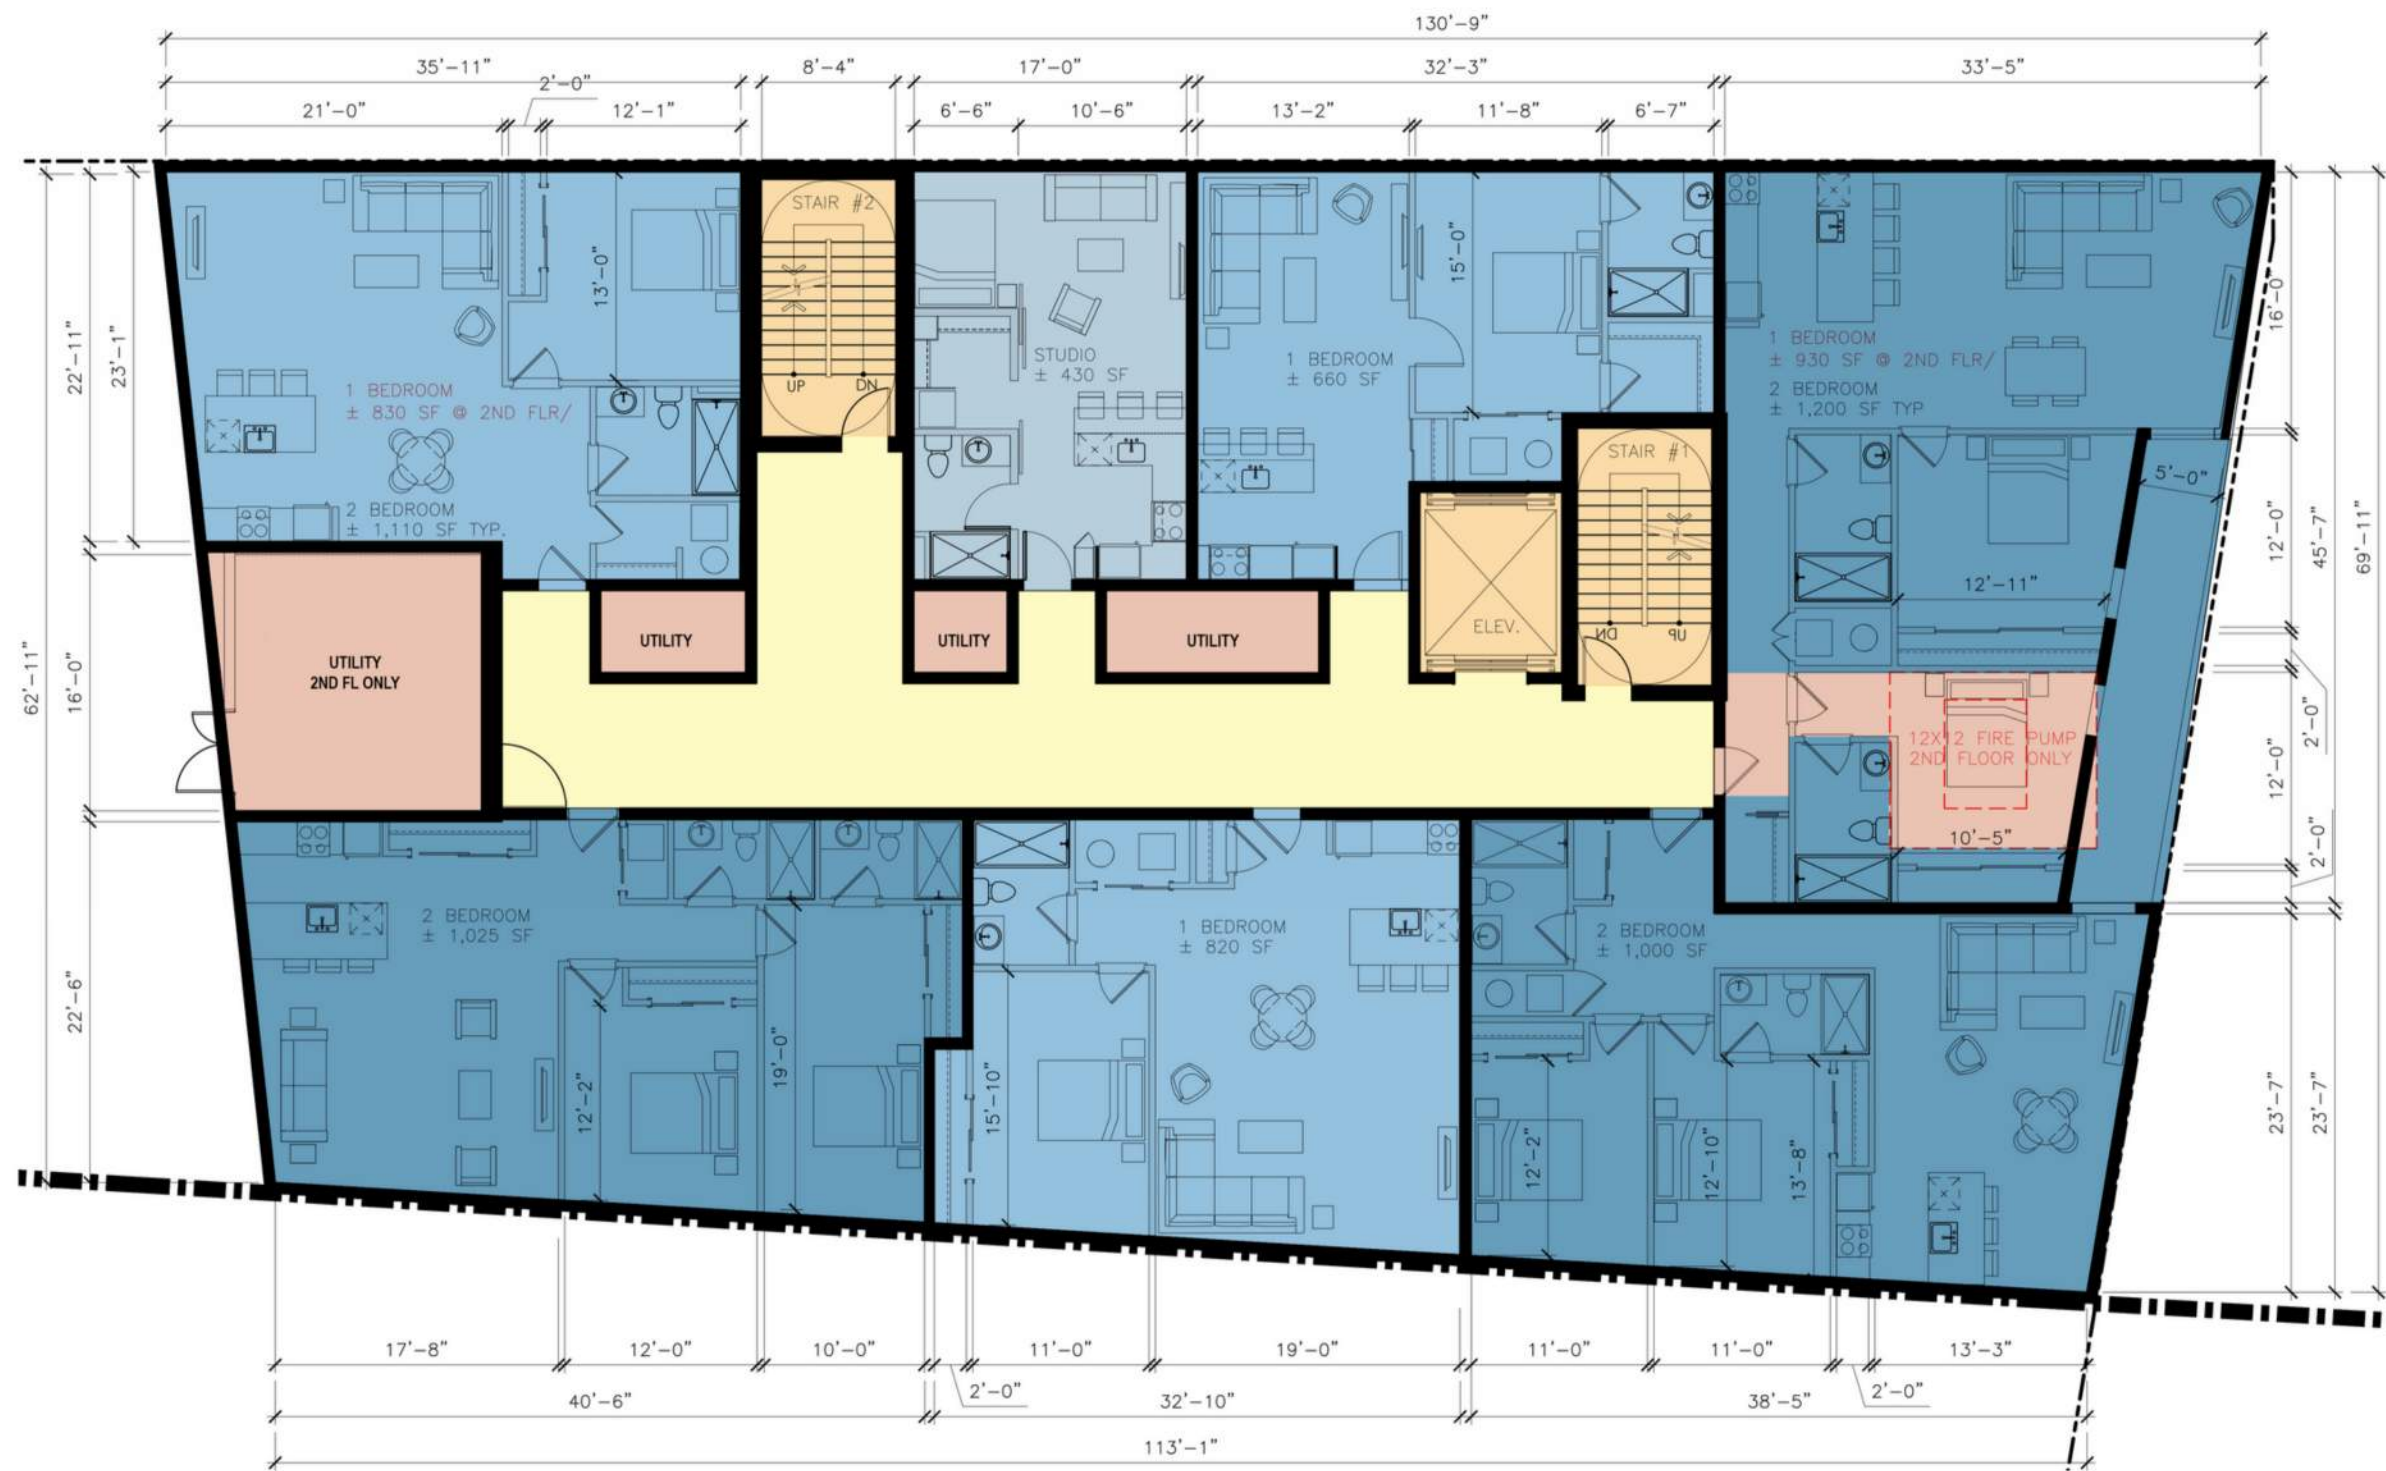 130'-9"
35'-11"
8'-4"
17'-0"
32'-3"
33'-5"
2'-0"
21'-0"
12'-1"
6'-6"
10'-6"
13'-2"
11'-8"
6'-7"
STAIR #2
UP
DN
13'-0"
15'-0"
1 BEDROOM
± 830 SF @ 2ND FLR/
2 BEDROOM
± 1,110 SF TYP.
STUDIO
± 430 SF
1 BEDROOM
± 660 SF
1 BEDROOM
± 930 SF @ 2ND FLR/
2 BEDROOM
± 1,200 SF TYP
STAIR #1
DN
UP
ELEV.
5'-0"
12'-11"
UTILITY
2ND FL ONLY
UTILITY
UTILITY
UTILITY
12X12 FIRE PUMP
2ND FLOOR ONLY
10'-5"
2 BEDROOM
± 1,025 SF
1 BEDROOM
± 820 SF
2 BEDROOM
± 1,000 SF
12'-2"
19'-0"
15'-10"
12'-2"
12'-10"
13'-8"
62'-11"
22'-11"
23'-1"
16'-0"
22'-6"
16'-0"
12'-0"
45'-7"
69'-11"
2'-0"
12'-0"
2'-0"
23'-7"
23'-7"
17'-8"
12'-0"
10'-0"
11'-0"
19'-0"
11'-0"
11'-0"
13'-3"
2'-0"
2'-0"
40'-6"
32'-10"
38'-5"
113'-1"